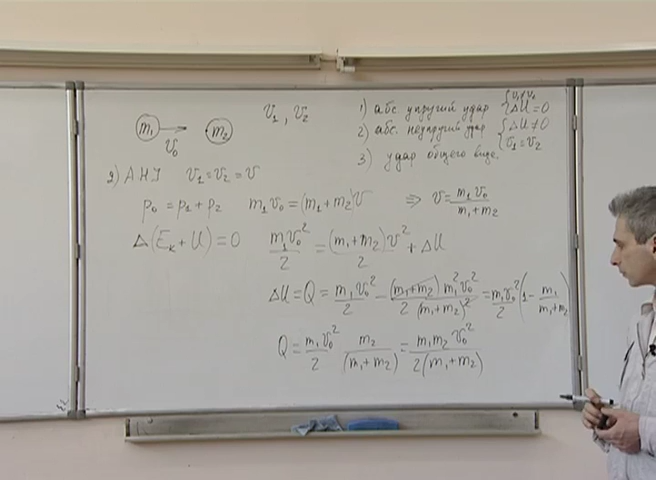 m₁ → m₂
v₀
v₁, v₂
1) абс упругий удар { v₁ ≠ v₂ ΔU = 0
2) абс. неупругий удар { ΔU ≠ 0 v₁ = v₂
3) удар общего вида
2) АНУ v₁ = v₂ = v
p₀ = p₁ + p₂ m₁v₀ = (m₁ + m₂)v ⇒ v = m₁v₀/(m₁ + m₂)
Δ(Eₖ + U) = 0 m₁v₀²/2 = (m₁ + m₂)v²/2 + ΔU
ΔU = Q = m₁v₀²/2 - (m₁ + m₂) m₁²v₀²/2(m₁ + m₂)² = m₁v₀²/2 (1 - m₁/(m₁ + m₂))
Q = m₁v₀²/2 m₂/(m₁ + m₂) = m₁m₂v₀²/2(m₁ + m₂)